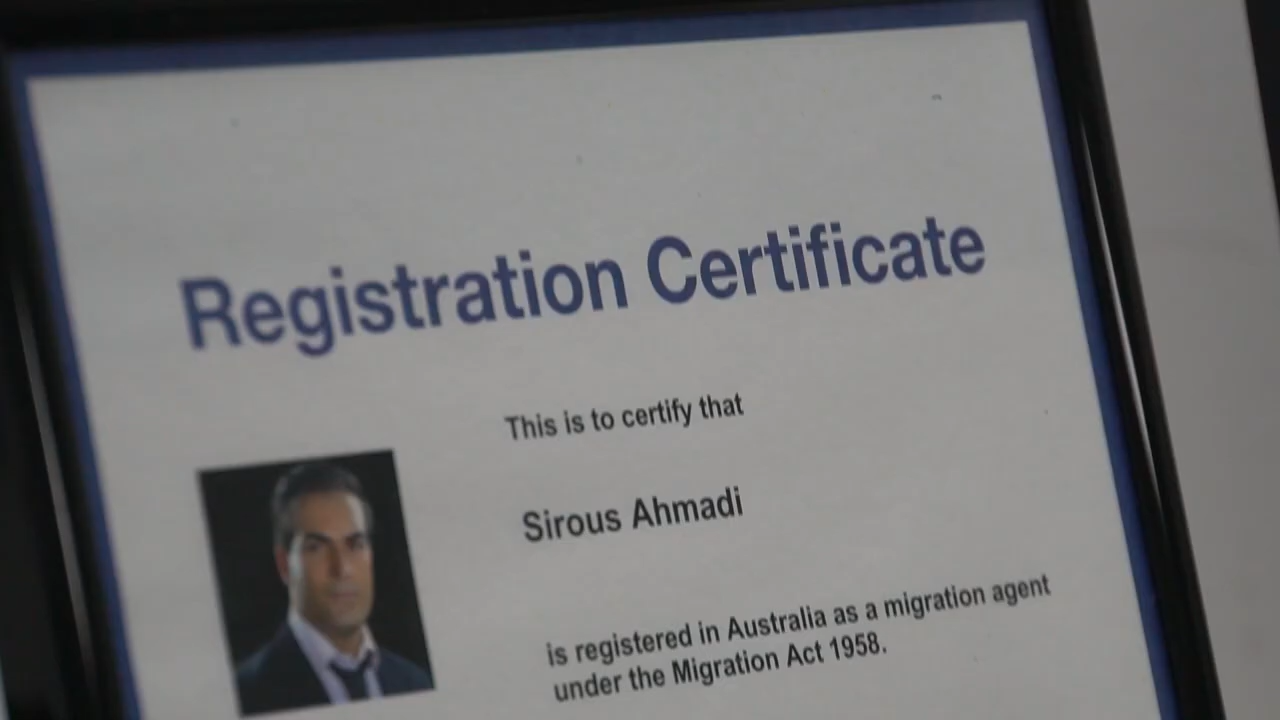 Registration Certificate
This is to certify that
Sirous Ahmadi
is registered in Australia as a migration agent
under the Migration Act 1958.